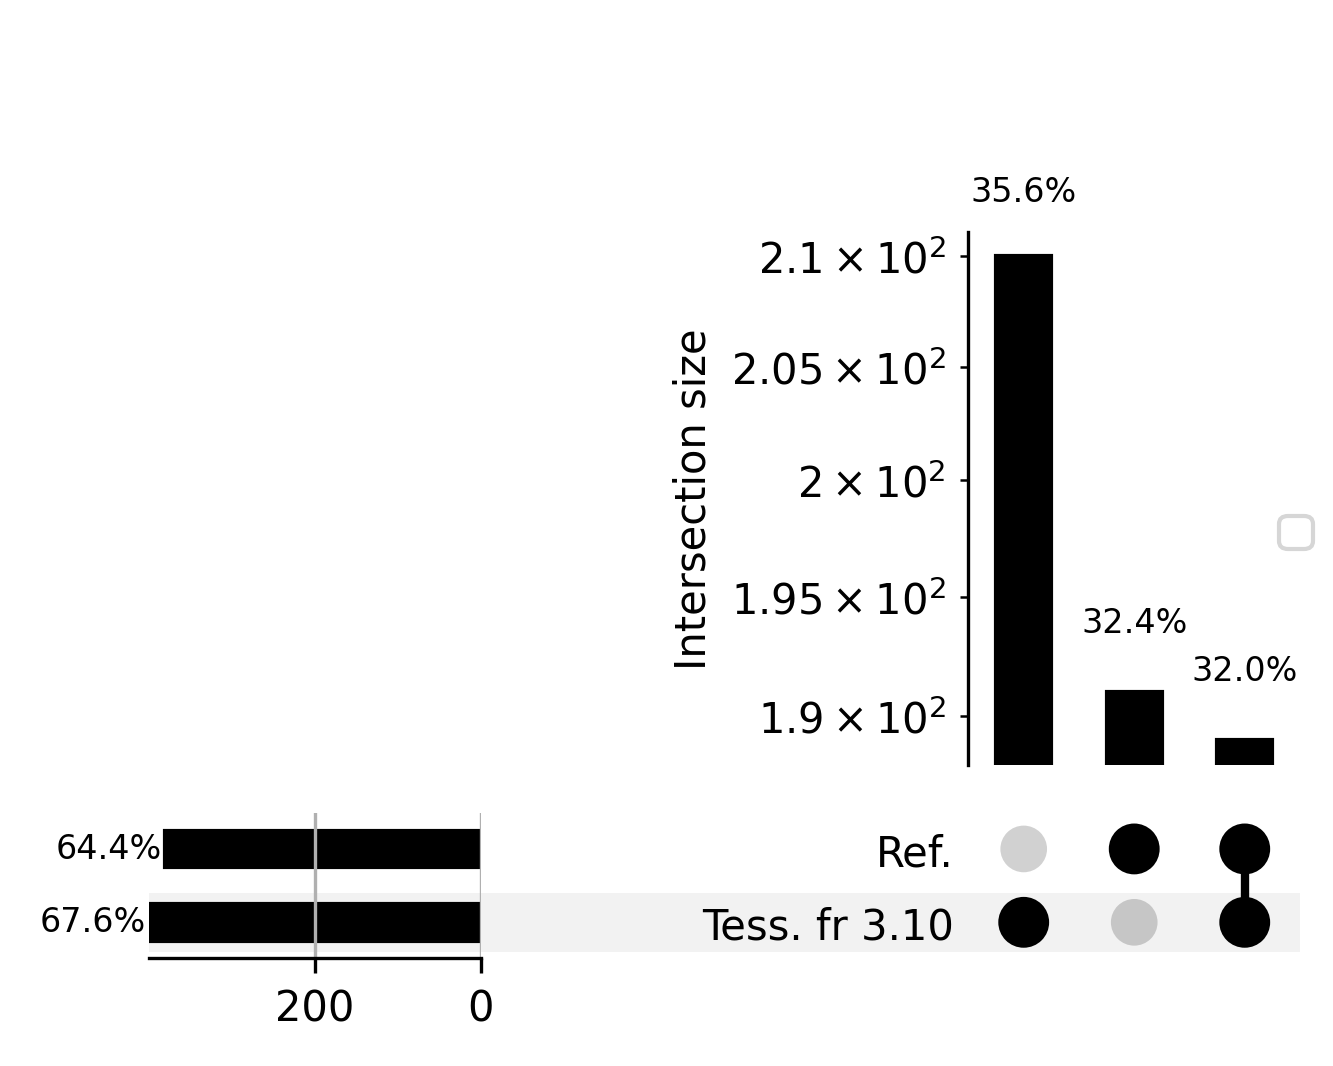 35.6%
2.1 × 10²
2.05 × 10²
2 × 10²
1.95 × 10²
1.9 × 10²
Intersection size
32.4%
32.0%
64.4%
Ref.
67.6%
Tess. fr 3.10
200 0